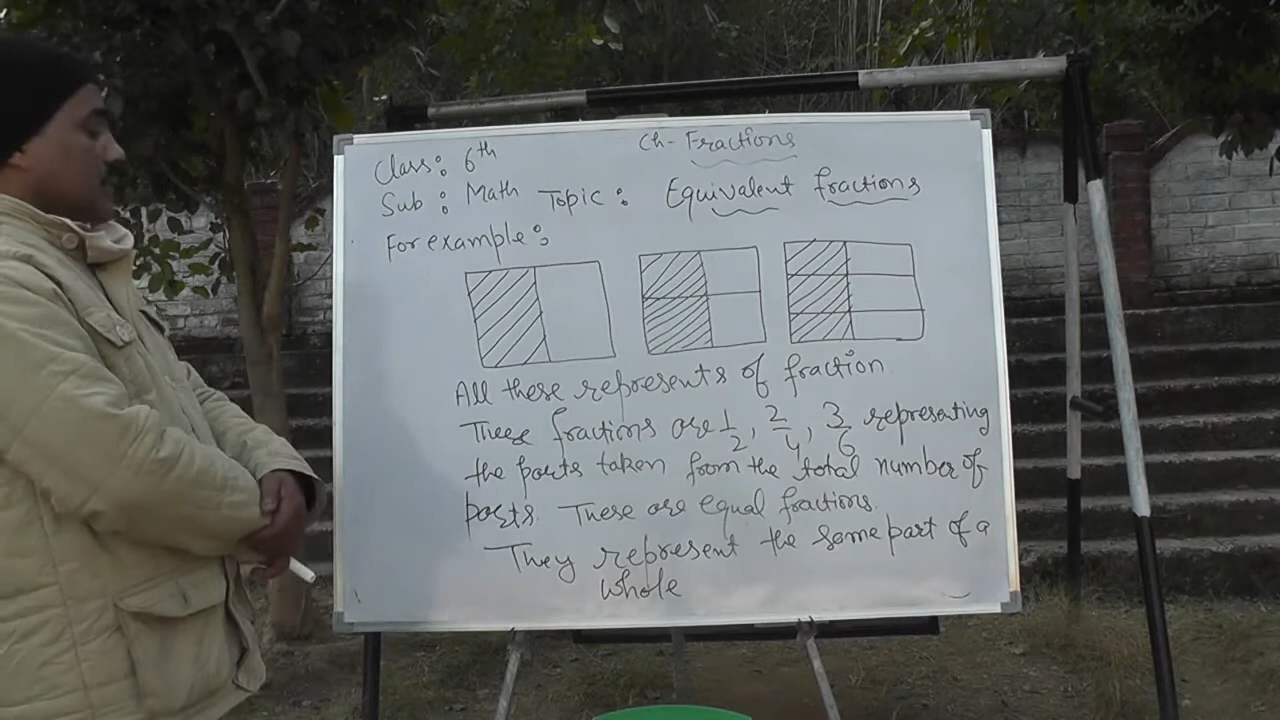 Ch- Fractions
Class: 6th
Sub: Math Topic: Equivalent fractions
For example:
All these represents of fraction
These fractions are 1/2, 2/4, 3/6 represating
the parts taken from the total number of
parts. These are equal fractions.
They represent the same part of a
whole